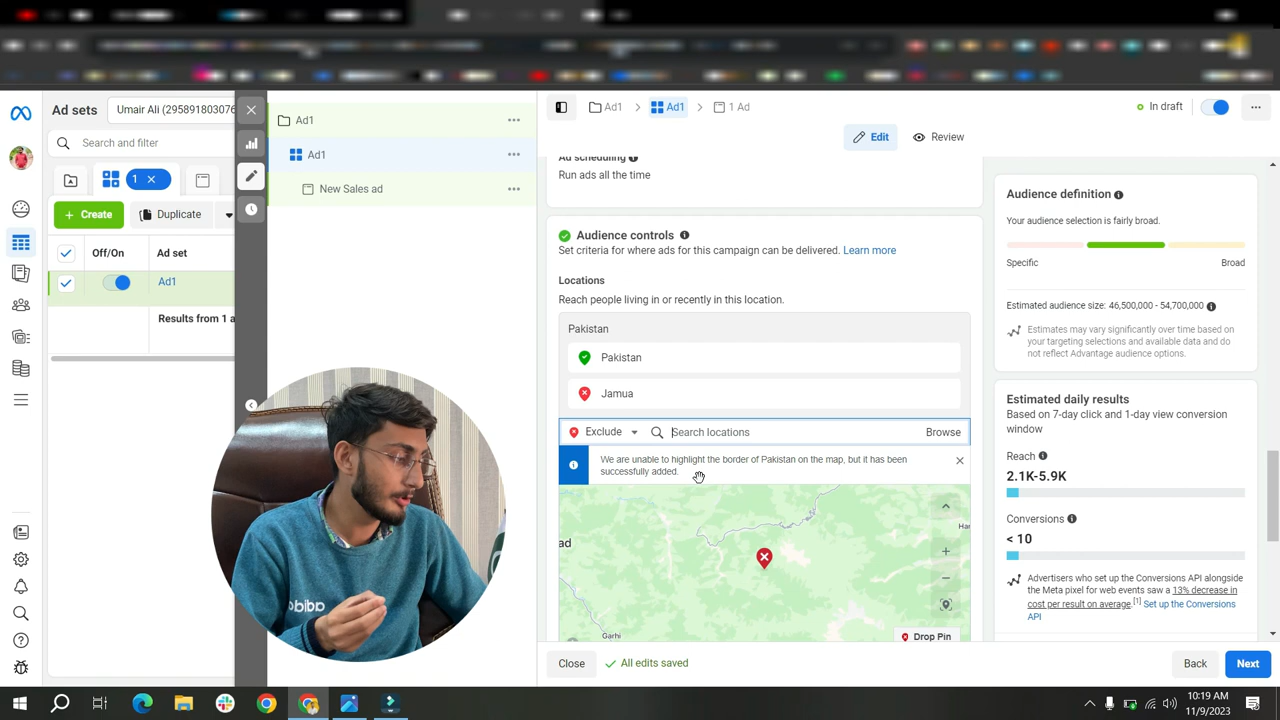 Ad sets
Umair Ali (295891803076
Search and filter
1
Create
Duplicate
Off/On
Ad set
Ad1
Results from 1 a
Ad1
Ad1
New Sales ad
Ad1
Ad1
1 Ad
In draft
Edit
Review
Ad scheduling
Run ads all the time
Audience controls
Set criteria for where ads for this campaign can be delivered. Learn more
Locations
Reach people living in or recently in this location.
Pakistan
Pakistan
Jamua
Exclude
Search locations
Browse
We are unable to highlight the border of Pakistan on the map, but it has been
successfully added.
ad
Har
Garhi
Drop Pin
Close
All edits saved
Back
Next
Audience definition
Your audience selection is fairly broad.
Specific
Broad
Estimated audience size: 46,500,000 - 54,700,000
Estimates may vary significantly over time based on
your targeting selections and available data and do
not reflect Advantage audience options.
Estimated daily results
Based on 7-day click and 1-day view conversion
window
Reach
2.1K-5.9K
Conversions
< 10
Advertisers who set up the Conversions API alongside
the Meta pixel for web events saw a 13% decrease in
cost per result on average.[1] Set up the Conversions
API
adidas
10:19 AM
11/9/2023